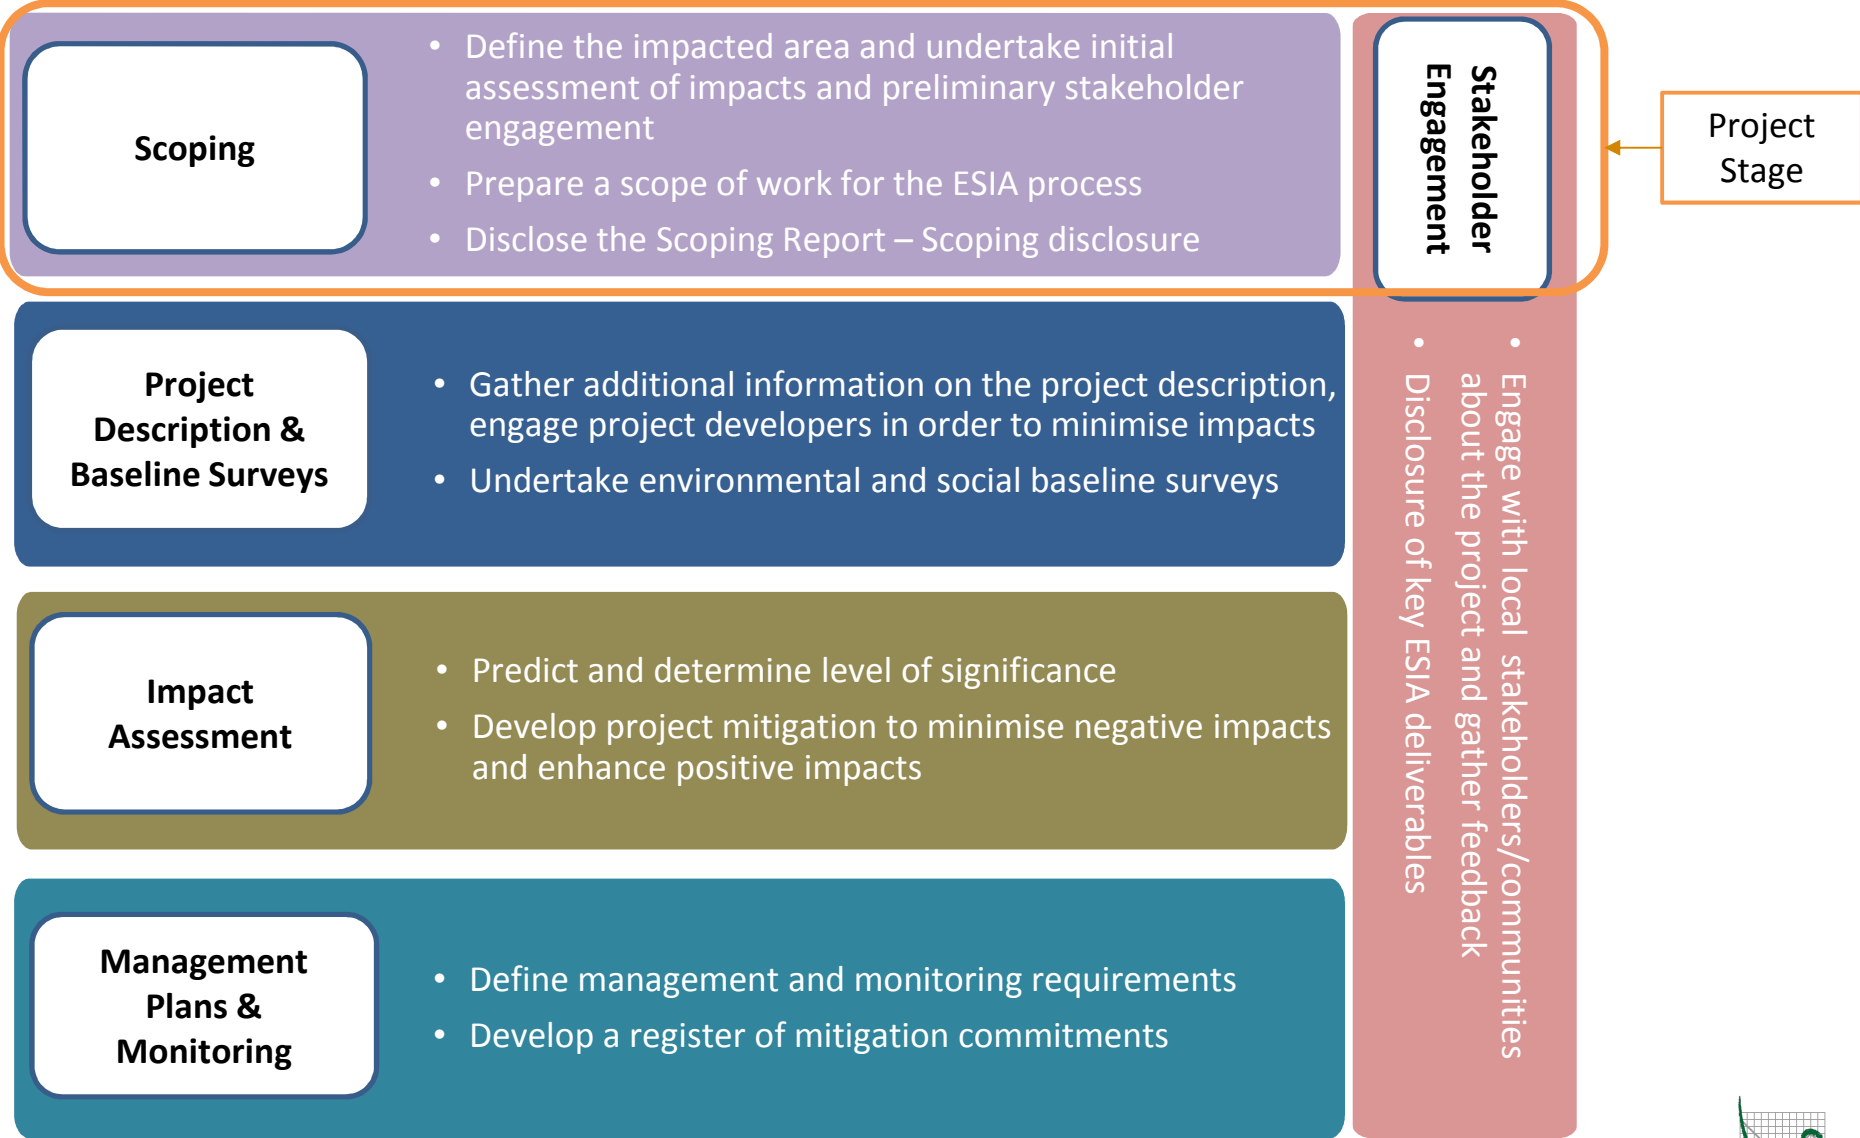 Scoping
• Define the impacted area and undertake initial
assessment of impacts and preliminary stakeholder
engagement
• Prepare a scope of work for the ESIA process
• Disclose the Scoping Report – Scoping disclosure
Stakeholder
Engagement
Project
Stage
Project
Description &
Baseline Surveys
• Gather additional information on the project description,
engage project developers in order to minimise impacts
• Undertake environmental and social baseline surveys
Impact
Assessment
• Predict and determine level of significance
• Develop project mitigation to minimise negative impacts
and enhance positive impacts
Management
Plans &
Monitoring
• Define management and monitoring requirements
• Develop a register of mitigation commitments
• Engage with local stakeholders/communities
about the project and gather feedback
• Disclosure of key ESIA deliverables